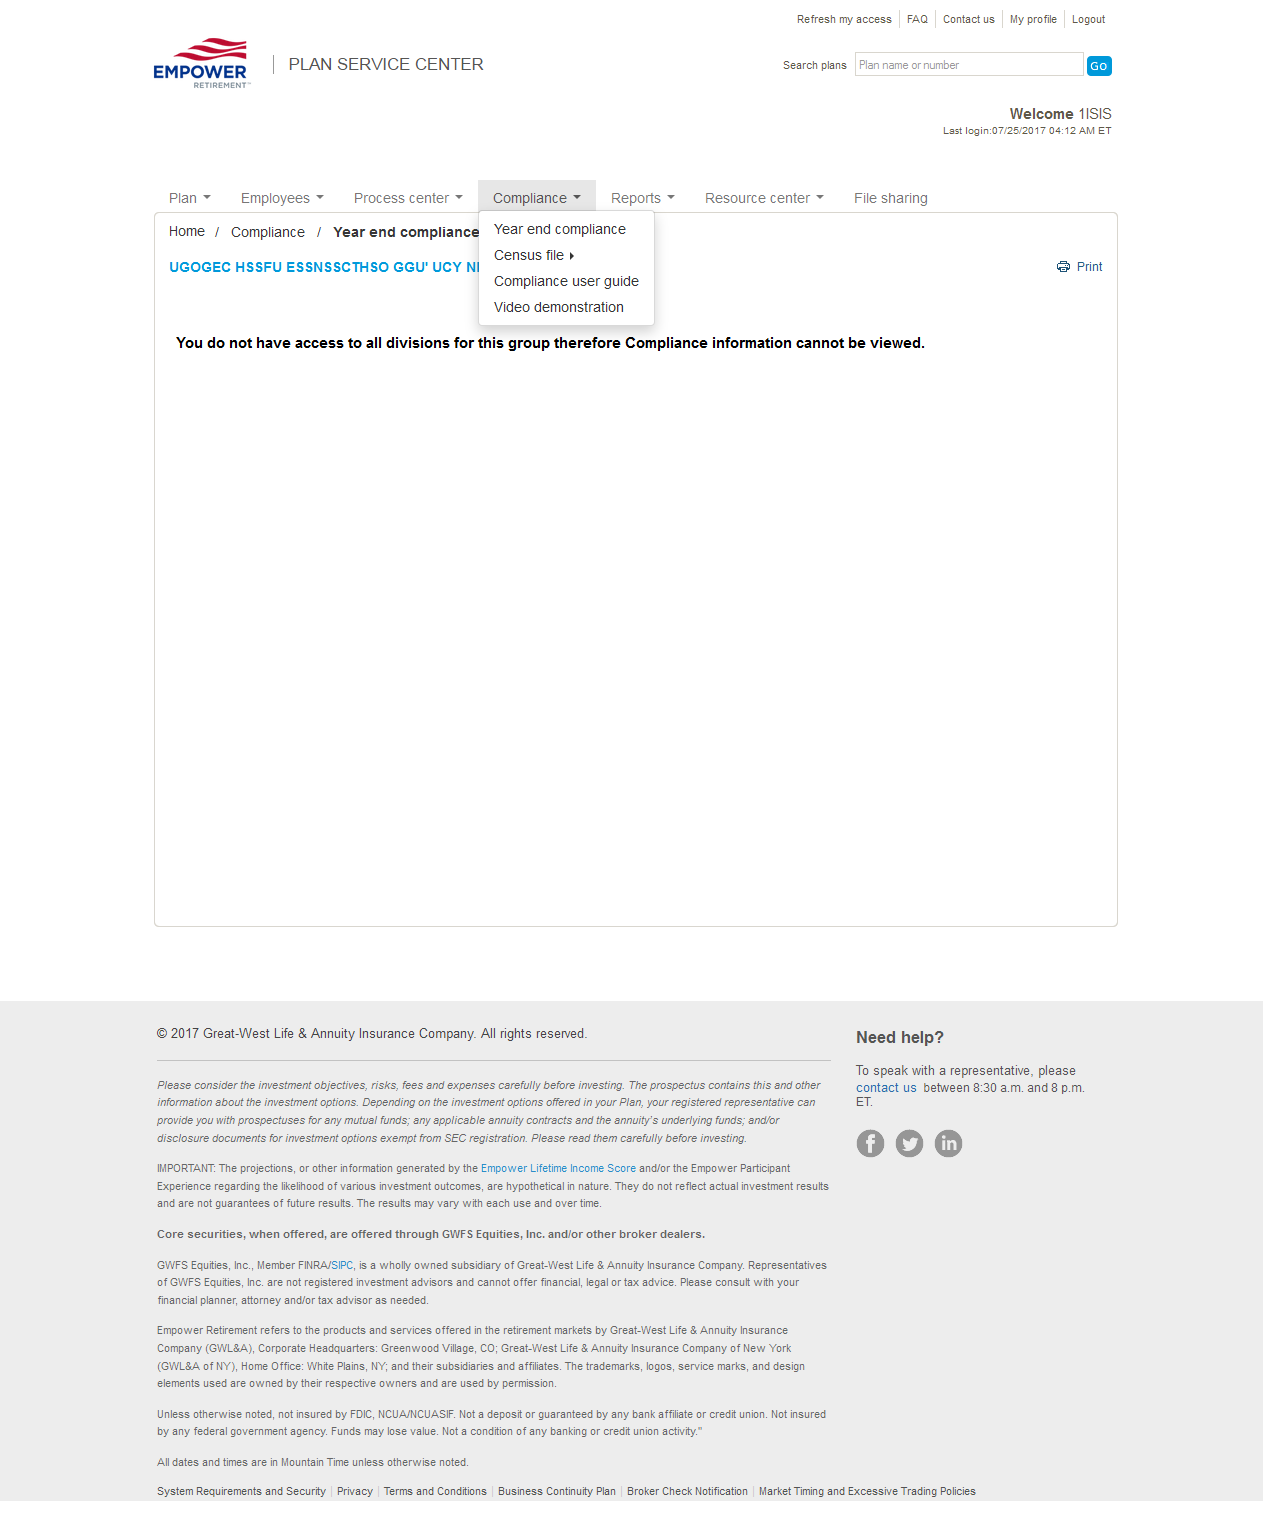 Refresh my access
FAQ
Contact us
My profile
Logout
EMPOWER
RETIREMENT™
PLAN SERVICE CENTER
Search plans
Plan name or number
Go
Welcome 1ISIS
Last login:07/25/2017 04:12 AM ET
Plan
Employees
Process center
Compliance
Reports
Resource center
File sharing
Home / Compliance / Year end compliance
Year end compliance
Census file
Compliance user guide
Video demonstration
UGOGEC HSSFU ESSNSSCTHSO GGU' UCY
Print
You do not have access to all divisions for this group therefore Compliance information cannot be viewed.
© 2017 Great-West Life & Annuity Insurance Company. All rights reserved.
Please consider the investment objectives, risks, fees and expenses carefully before investing. The prospectus contains this and other
information about the investment options. Depending on the investment options offered in your Plan, your registered representative can
provide you with prospectuses for any mutual funds; any applicable annuity contracts and the annuity's underlying funds; and/or
disclosure documents for investment options exempt from SEC registration. Please read them carefully before investing.
IMPORTANT: The projections, or other information generated by the Empower Lifetime Income Score and/or the Empower Participant
Experience regarding the likelihood of various investment outcomes, are hypothetical in nature. They do not reflect actual investment results
and are not guarantees of future results. The results may vary with each use and over time.
Core securities, when offered, are offered through GWFS Equities, Inc. and/or other broker dealers.
GWFS Equities, Inc., Member FINRA/SIPC, is a wholly owned subsidiary of Great-West Life & Annuity Insurance Company. Representatives
of GWFS Equities, Inc. are not registered investment advisors and cannot offer financial, legal or tax advice. Please consult with your
financial planner, attorney and/or tax advisor as needed.
Empower Retirement refers to the products and services offered in the retirement markets by Great-West Life & Annuity Insurance
Company (GWL&A), Corporate Headquarters: Greenwood Village, CO; Great-West Life & Annuity Insurance Company of New York
(GWL&A of NY), Home Office: White Plains, NY; and their subsidiaries and affiliates. The trademarks, logos, service marks, and design
elements used are owned by their respective owners and are used by permission.
Unless otherwise noted, not insured by FDIC, NCUA/NCUASIF. Not a deposit or guaranteed by any bank affiliate or credit union. Not insured
by any federal government agency. Funds may lose value. Not a condition of any banking or credit union activity."
All dates and times are in Mountain Time unless otherwise noted.
System Requirements and Security | Privacy | Terms and Conditions | Business Continuity Plan | Broker Check Notification | Market Timing and Excessive Trading Policies
Need help?
To speak with a representative, please
contact us between 8:30 a.m. and 8 p.m.
ET.